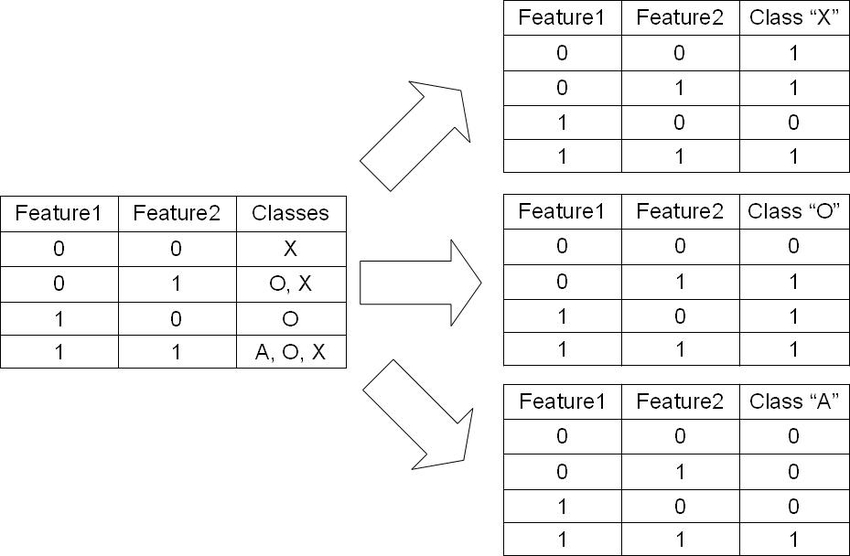 Feature1 Feature2 Classes
0 0 X
0 1 O, X
1 0 O
1 1 A, O, X
Feature1 Feature2 Class “X”
0 0 1
0 1 1
1 0 0
1 1 1
Feature1 Feature2 Class “O”
0 0 0
0 1 1
1 0 1
1 1 1
Feature1 Feature2 Class “A”
0 0 0
0 1 0
1 0 0
1 1 1